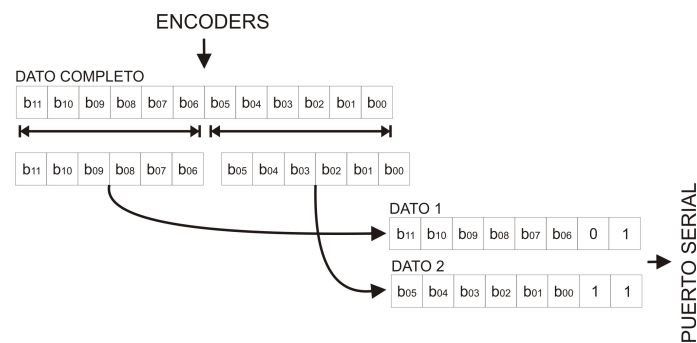 ENCODERS
DATO COMPLETO
b11 b10 b09 b08 b07 b06 b05 b04 b03 b02 b01 b00
b11 b10 b09 b08 b07 b06 b05 b04 b03 b02 b01 b00
DATO 1
b11 b10 b09 b08 b07 b06 0 1
DATO 2
b05 b04 b03 b02 b01 b00 1 1
PUERTO SERIAL